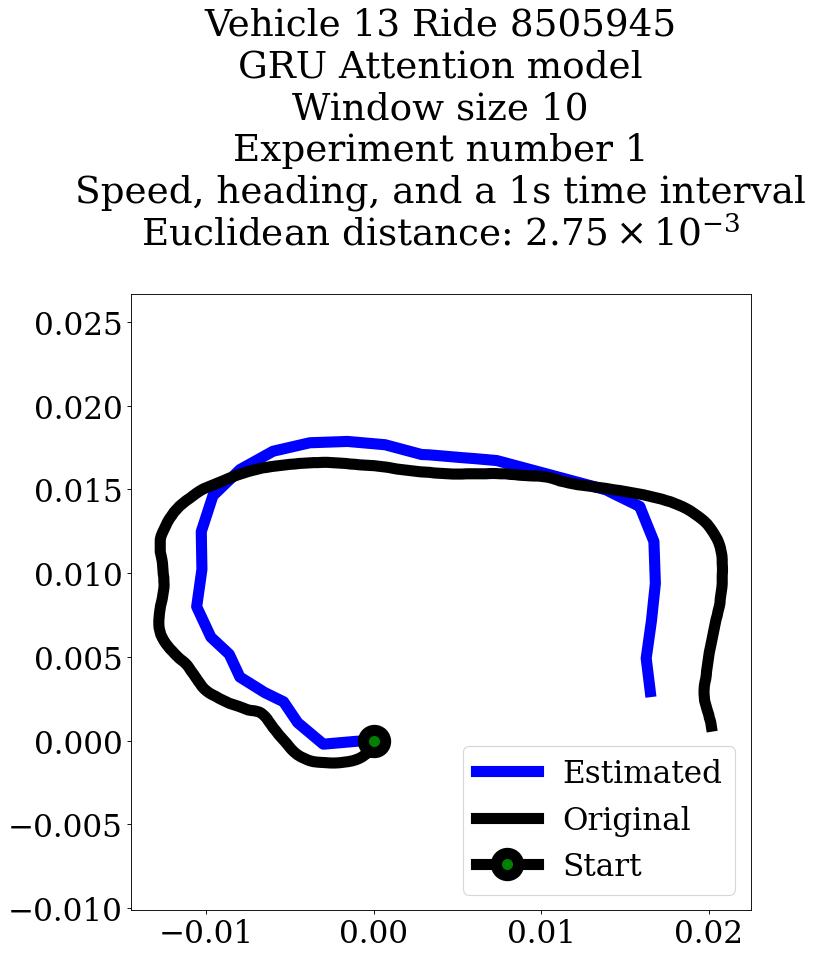 Vehicle 13 Ride 8505945
GRU Attention model
Window size 10
Experiment number 1
Speed, heading, and a 1s time interval
Euclidean distance: 2.75 × 10⁻³
0.025
0.020
0.015
0.010
0.005
0.000
−0.005
−0.010
−0.01 0.00 0.01 0.02
Estimated
Original
Start